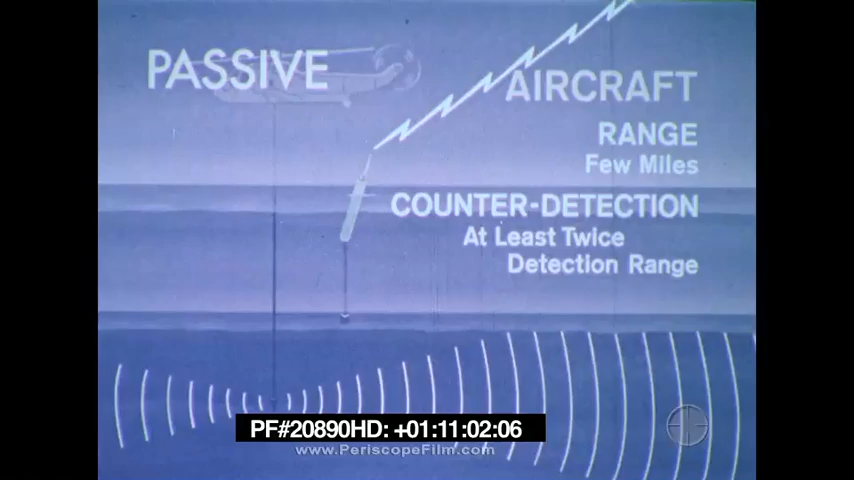 PASSIVE
AIRCRAFT
RANGE
Few Miles
COUNTER-DETECTION
At Least Twice
Detection Range
PF#20890HD: +01:11:02:06
www.PeriscopeFilm.com